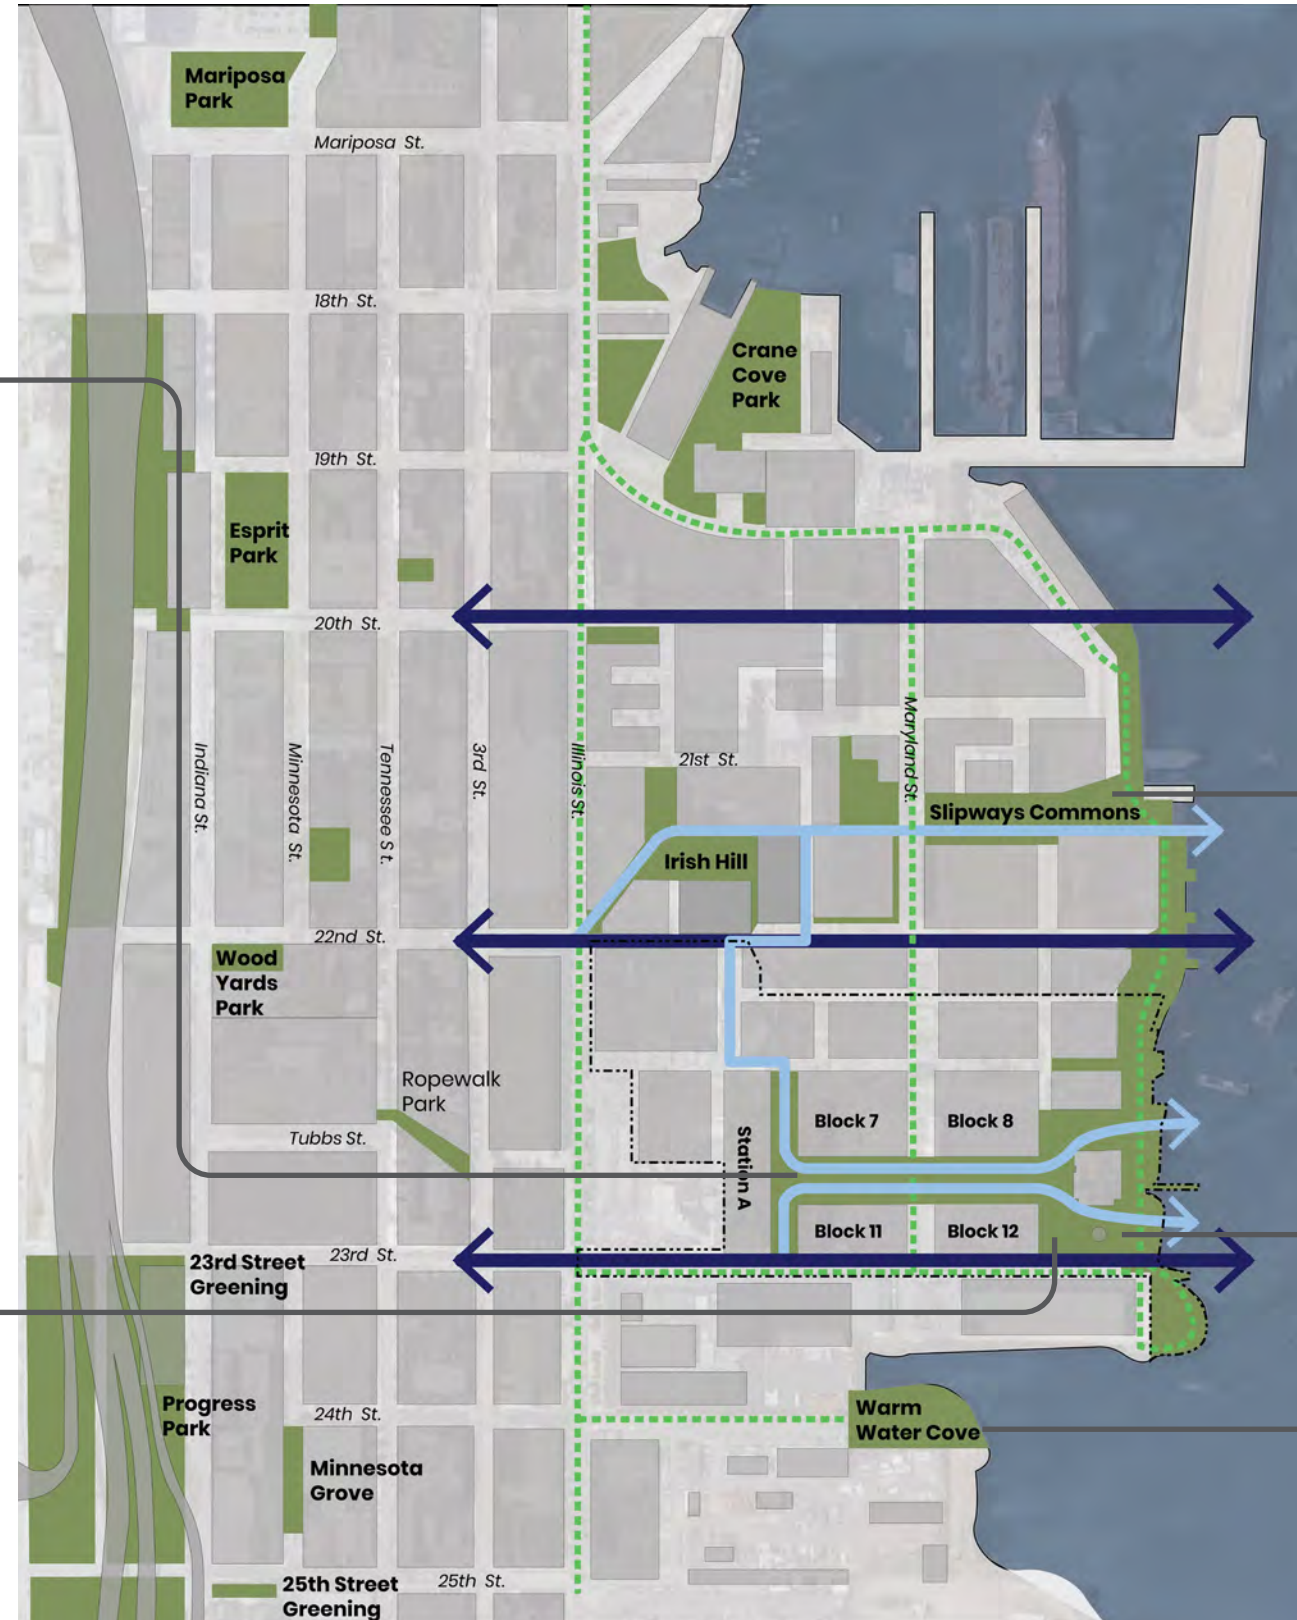 Mariposa
Park
Mariposa St.
18th St.
Crane
Cove
Park
19th St.
Esprit
Park
20th St.
Indiana St.
Minnesota St.
Tennessee St.
3rd St.
Illinois St.
21st St.
Maryland St.
Slipways Commons
Irish Hill
22nd St.
Wood
Yards
Park
Ropewalk
Park
Tubbs St.
Station A
Block 7
Block 8
Block 11
Block 12
23rd Street
Greening
23rd St.
Progress
Park
24th St.
Warm
Water Cove
Minnesota
Grove
25th Street
Greening
25th St.